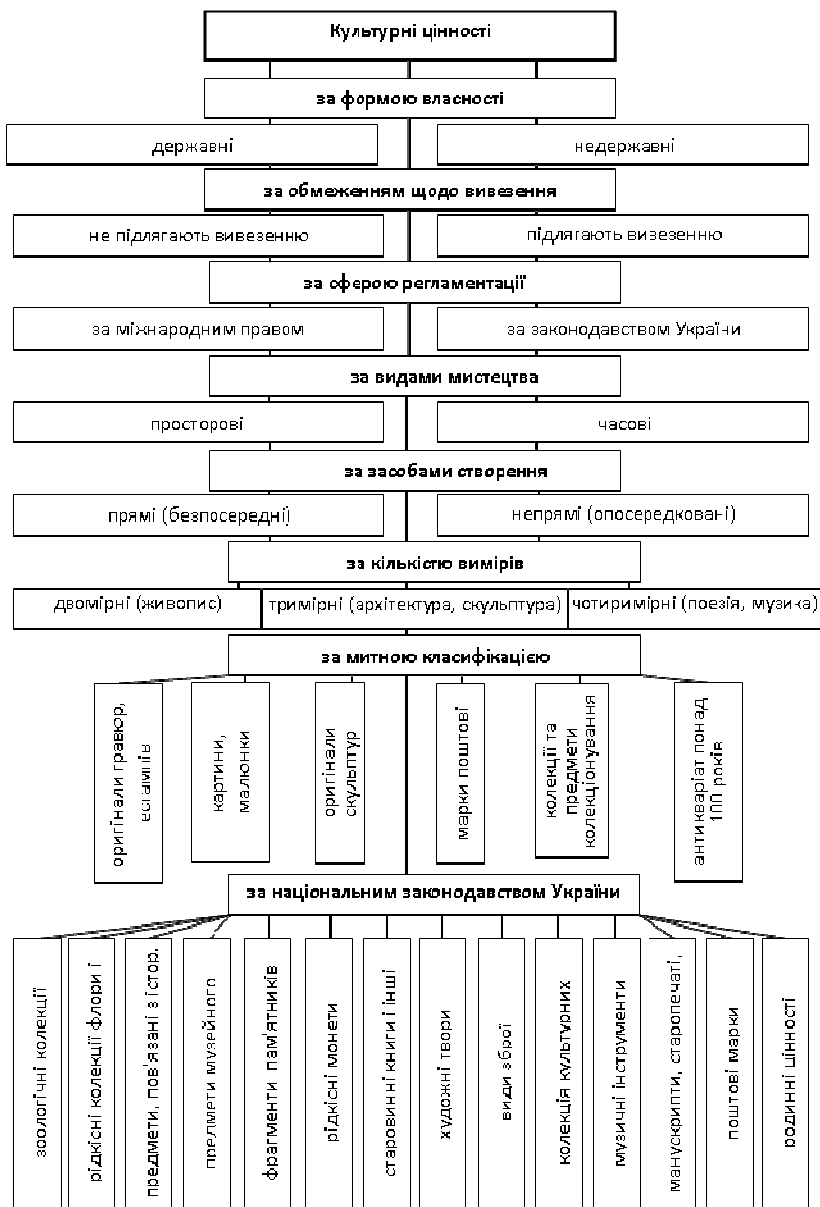 Культурні цінності
за формою власності
державні
недержавні
за обмеженням щодо вивезення
не підлягають вивезенню
підлягають вивезенню
за сферою регламентації
за міжнародним правом
за законодавством України
за видами мистецтва
просторові
часові
за засобами створення
прямі (безпосередні)
непрямі (опосередковані)
за кількістю вимірів
двомірні (живопис)
тримірні (архітектура, скульптура)
чотиримірні (поезія, музика)
за митною класифікацією
оригінали гравюр,
естампів
картини,
малюнки
оригінали
скульптур
марки поштові
колекції та
предмети
колекціонування
антикваріат понад
100 років
за національним законодавством України
зоологічні колекції
рідкісні колекції флори і
предмети, пов'язані з істор.
предмети музейного
фрагменти пам'ятників
рідкісні монети
старовинні книги і інші
художні твори
види зброї
колекція культурних
музичні інструменти
манускрипти, старопечаті,
поштові марки
родинні цінності